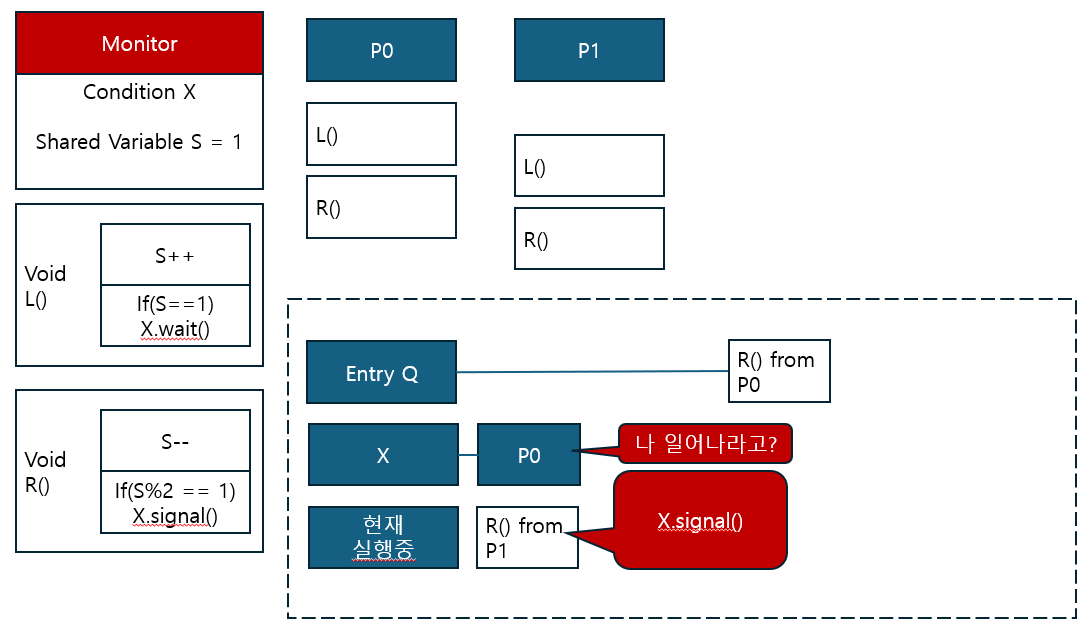 Monitor
Condition X
Shared Variable S = 1
P0
P1
L()
R()
L()
R()
Void
L()
S++
If(S==1)
X.wait()
Void
R()
S--
If(S%2 == 1)
X.signal()
Entry Q
R() from
P0
X
P0
나 일어나라고?
현재
실행중
R() from
P1
X.signal()